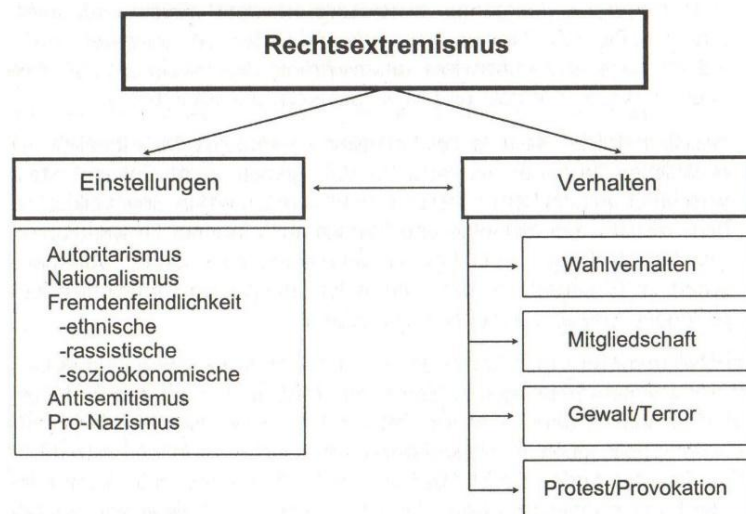 Rechtsextremismus
Einstellungen
Autoritarismus
Nationalismus
Fremdenfeindlichkeit
-ethnische
-rassistische
-sozioökonomische
Antisemitismus
Pro-Nazismus
Verhalten
Wahlverhalten
Mitgliedschaft
Gewalt/Terror
Protest/Provokation